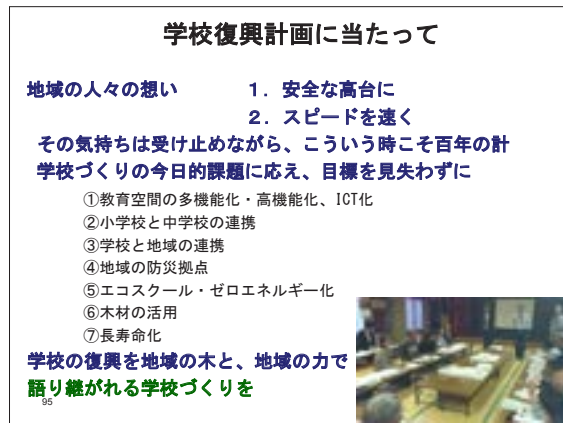 学校復興計画に当たって
地域の人々の想い　１．安全な高台に
２．スピードを速く
その気持ちは受け止めながら、こういう時こそ百年の計
学校づくりの今日的課題に応え、目標を見失わずに
①教育空間の多機能化・高機能化、ICT化
②小学校と中学校の連携
③学校と地域の連携
④地域の防災拠点
⑤エコスクール・ゼロエネルギー化
⑥木材の活用
⑦長寿命化
学校の復興を地域の木と、地域の力で
語り継がれる学校づくりを
95